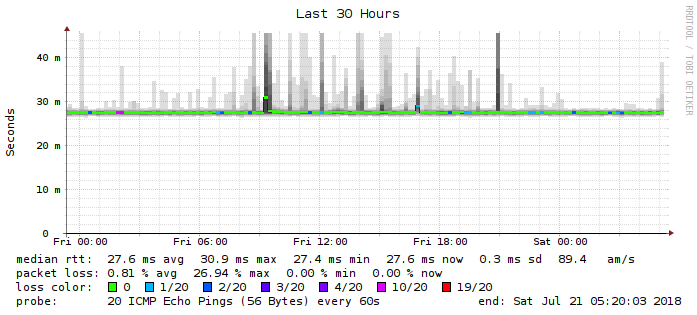 Last 30 Hours
RRDTOOL / TOBI OETIKER
Seconds
40 m
30 m
20 m
10 m
0
Fri 00:00 Fri 06:00 Fri 12:00 Fri 18:00 Sat 00:00
median rtt: 27.6 ms avg 30.9 ms max 27.4 ms min 27.6 ms now 0.3 ms sd 89.4 am/s
packet loss: 0.81 % avg 26.94 % max 0.00 % min 0.00 % now
loss color: 0 1/20 2/20 3/20 4/20 10/20 19/20
probe: 20 ICMP Echo Pings (56 Bytes) every 60s end: Sat Jul 21 05:20:03 2018